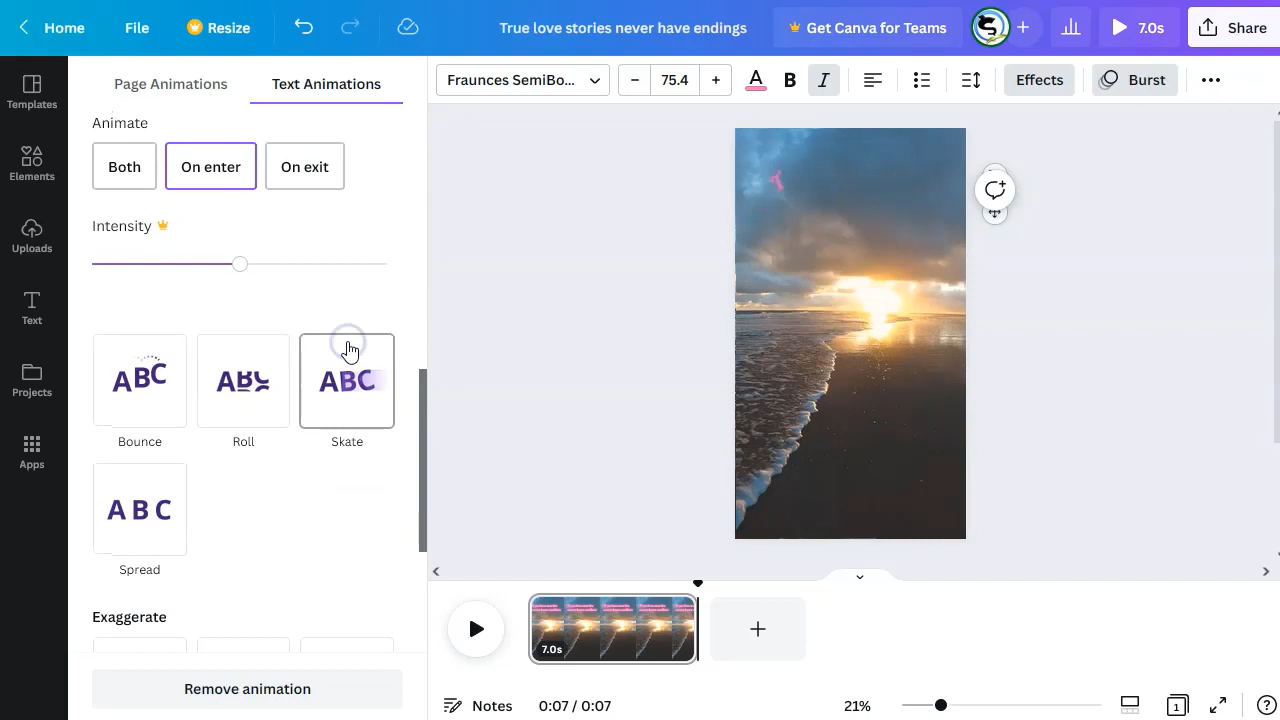 Home File Resize True love stories never have endings Get Canva for Teams 7.0s Share
Page Animations Text Animations
Fraunces SemiBo... 75.4 A B I Effects Burst
Templates
Elements
Uploads
Text
Projects
Apps
Animate
Both On enter On exit
Intensity
ABC ABC ABC
Bounce Roll Skate
ABC
Spread
Exaggerate
Remove animation
7.0s
Notes 0:07 / 0:07 21% 1